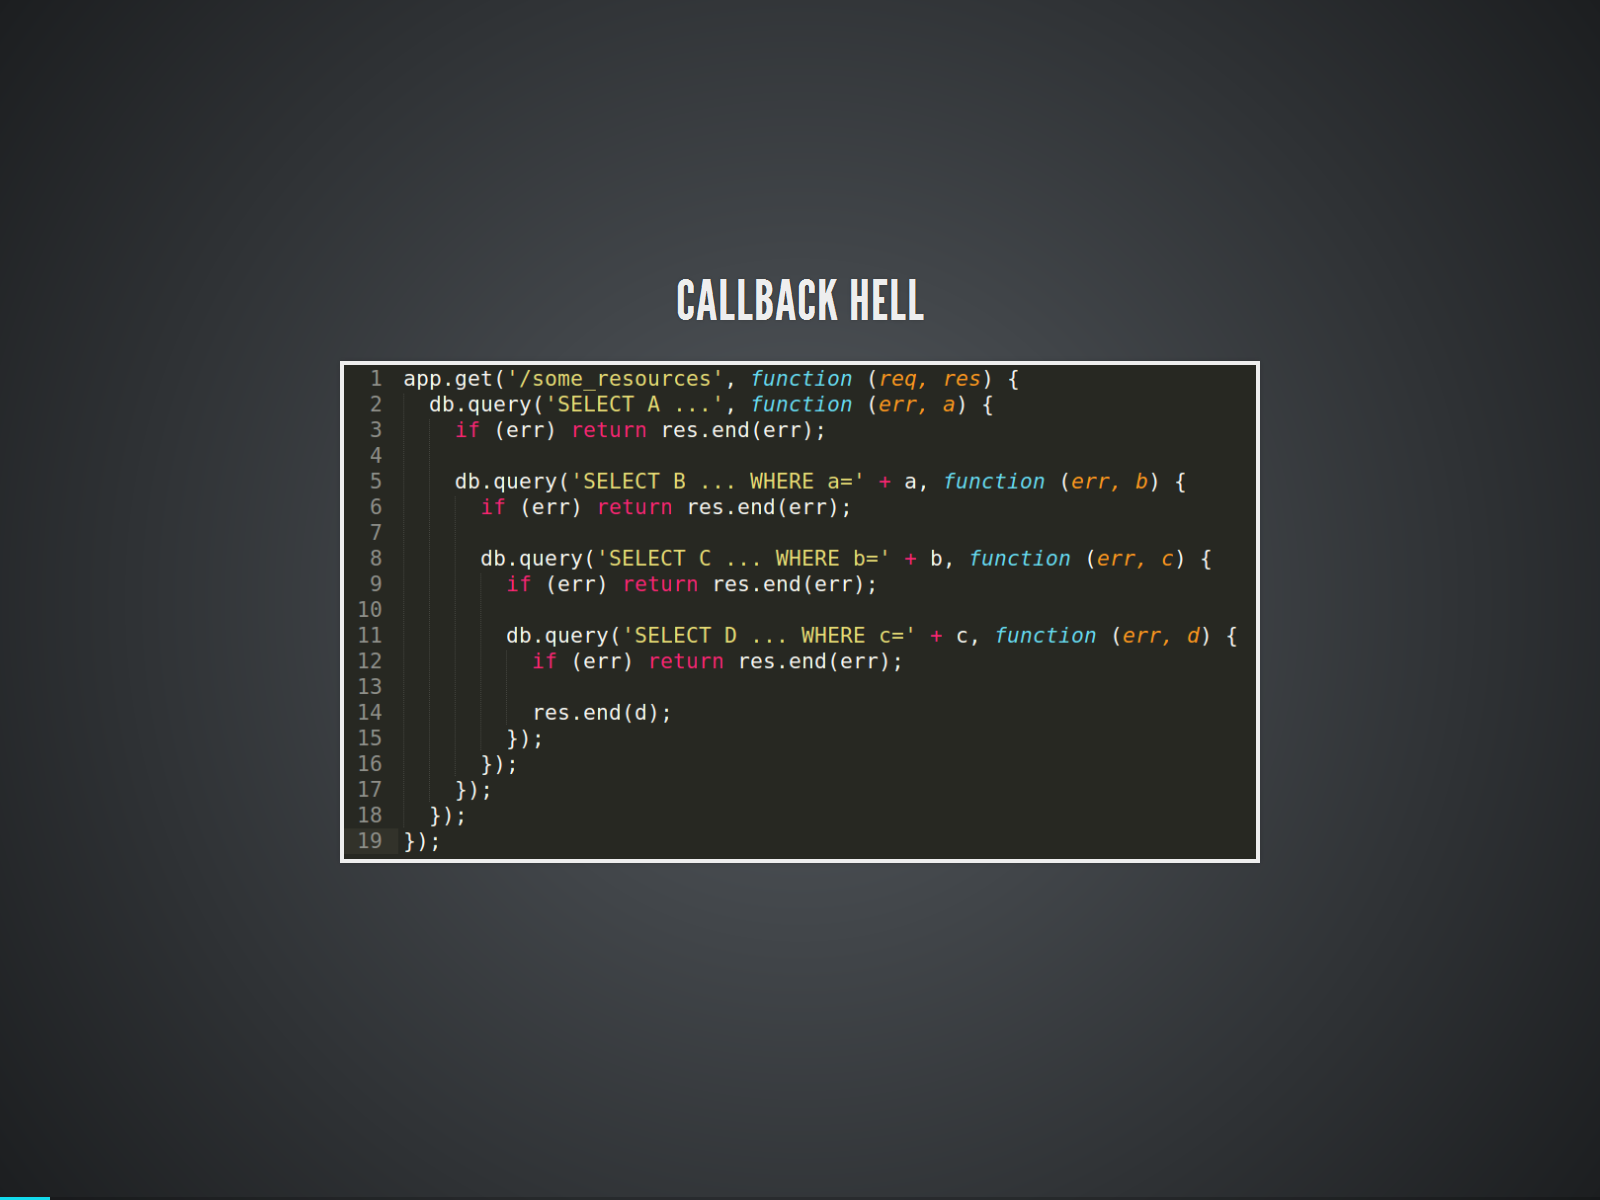 CALLBACK HELL
1 app.get('/some_resources', function (req, res) {
2   db.query('SELECT A ...', function (err, a) {
3     if (err) return res.end(err);
4
5     db.query('SELECT B ... WHERE a=' + a, function (err, b) {
6       if (err) return res.end(err);
7
8       db.query('SELECT C ... WHERE b=' + b, function (err, c) {
9         if (err) return res.end(err);
10
11         db.query('SELECT D ... WHERE c=' + c, function (err, d) {
12           if (err) return res.end(err);
13
14           res.end(d);
15         });
16       });
17     });
18   });
19 });